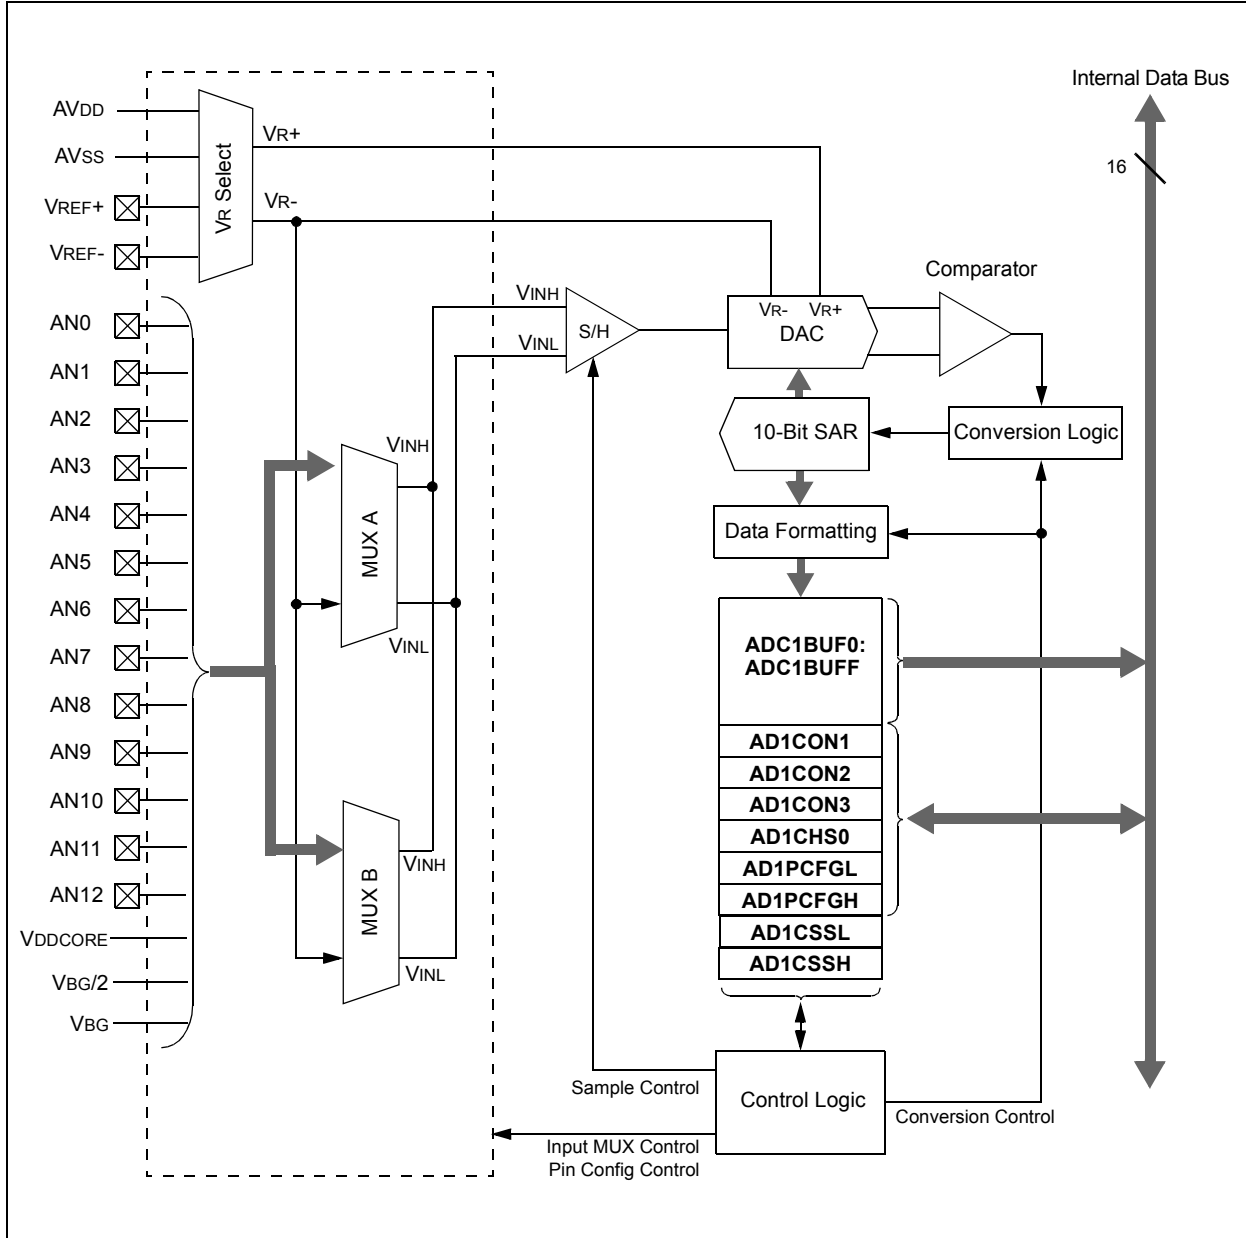 Internal Data Bus
16
AVDD
AVSS
VREF+
VREF-
VR Select
VR+
VR-
AN0
AN1
AN2
AN3
AN4
AN5
AN6
AN7
AN8
AN9
AN10
AN11
AN12
VDDCORE
VBG/2
VBG
MUX A
VINH
VINL
MUX B
VINH
VINL
VINH
VINL
S/H
VR- VR+
DAC
Comparator
10-Bit SAR
Conversion Logic
Data Formatting
ADC1BUF0:
ADC1BUFF
AD1CON1
AD1CON2
AD1CON3
AD1CHS0
AD1PCFGL
AD1PCFGH
AD1CSSL
AD1CSSH
Control Logic
Sample Control
Input MUX Control
Pin Config Control
Conversion Control